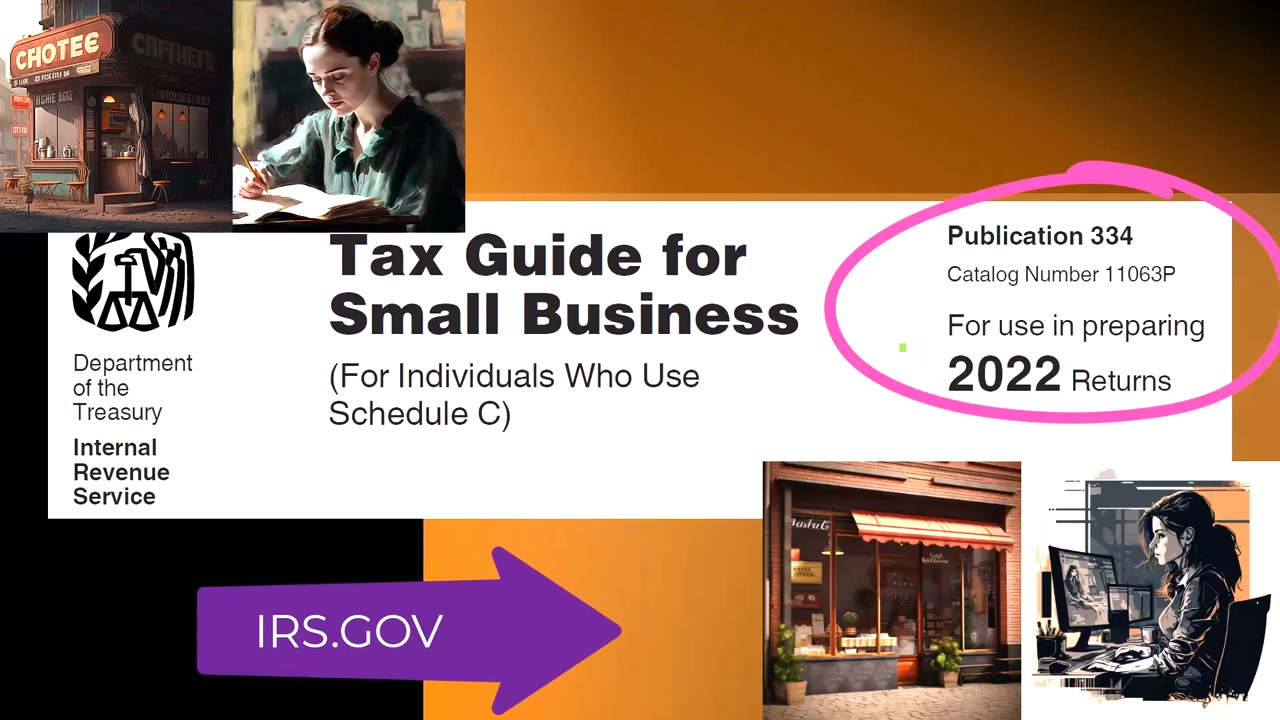 CHOTEE
Tax Guide for
Small Business
(For Individuals Who Use
Schedule C)
Publication 334
Catalog Number 11063P
For use in preparing
2022 Returns
Department
of the
Treasury
Internal
Revenue
Service
IRS.GOV